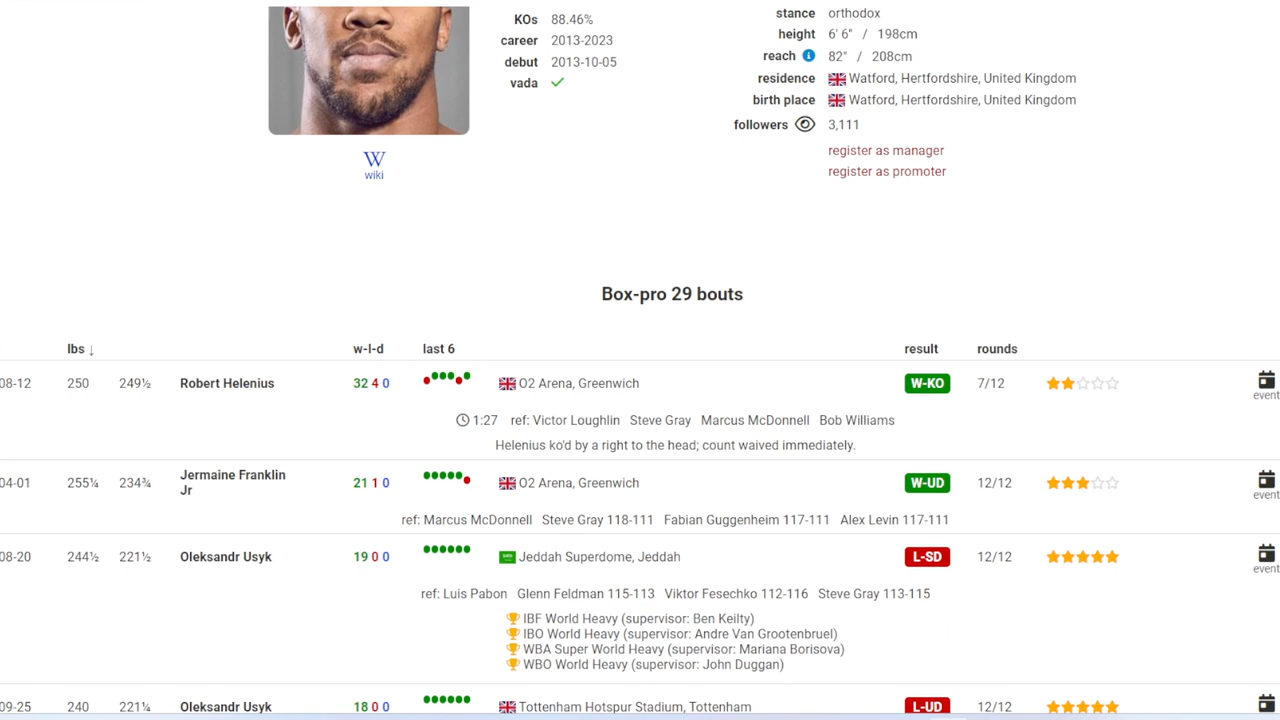 KOs 88.46%
career 2013-2023
debut 2013-10-05
vada
W
wiki
stance orthodox
height 6' 6" / 198cm
reach 82" / 208cm
residence Watford, Hertfordshire, United Kingdom
birth place Watford, Hertfordshire, United Kingdom
followers 3,111
register as manager
register as promoter
Box-pro 29 bouts
lbs ↓ w-l-d last 6 result rounds
08-12 250 249½ Robert Helenius 32 4 0 O2 Arena, Greenwich W-KO 7/12 event
1:27 ref: Victor Loughlin Steve Gray Marcus McDonnell Bob Williams
Helenius ko'd by a right to the head; count waived immediately.
04-01 255¼ 234¾ Jermaine Franklin Jr 21 1 0 O2 Arena, Greenwich W-UD 12/12 event
ref: Marcus McDonnell Steve Gray 118-111 Fabian Guggenheim 117-111 Alex Levin 117-111
08-20 244½ 221½ Oleksandr Usyk 19 0 0 Jeddah Superdome, Jeddah L-SD 12/12 event
ref: Luis Pabon Glenn Feldman 115-113 Viktor Fesechko 112-116 Steve Gray 113-115
IBF World Heavy (supervisor: Ben Keilty)
IBO World Heavy (supervisor: Andre Van Grootenbruel)
WBA Super World Heavy (supervisor: Mariana Borisova)
WBO World Heavy (supervisor: John Duggan)
09-25 240 221¼ Oleksandr Usyk 18 0 0 Tottenham Hotspur Stadium, Tottenham L-UD 12/12